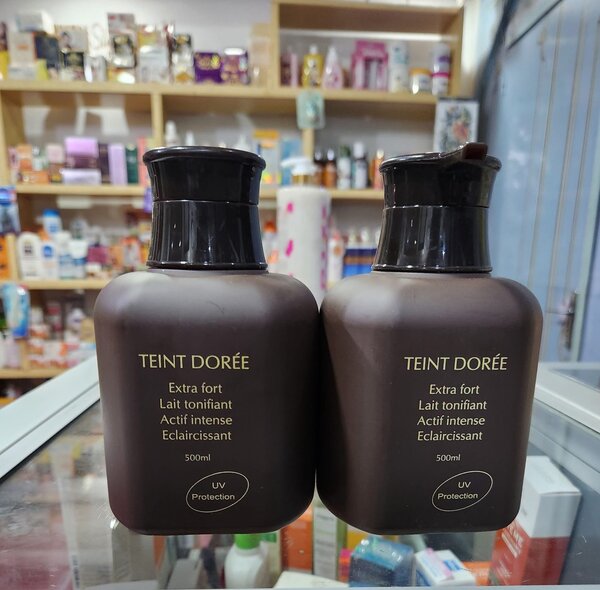 TEINT DORÉE
Extra fort
Lait tonifiant
Actif intense
Eclaircissant
500ml
UV
Protection
TEINT DORÉE
Extra fort
Lait tonifiant
Actif intense
Eclaircissant
500ml
UV
Protection